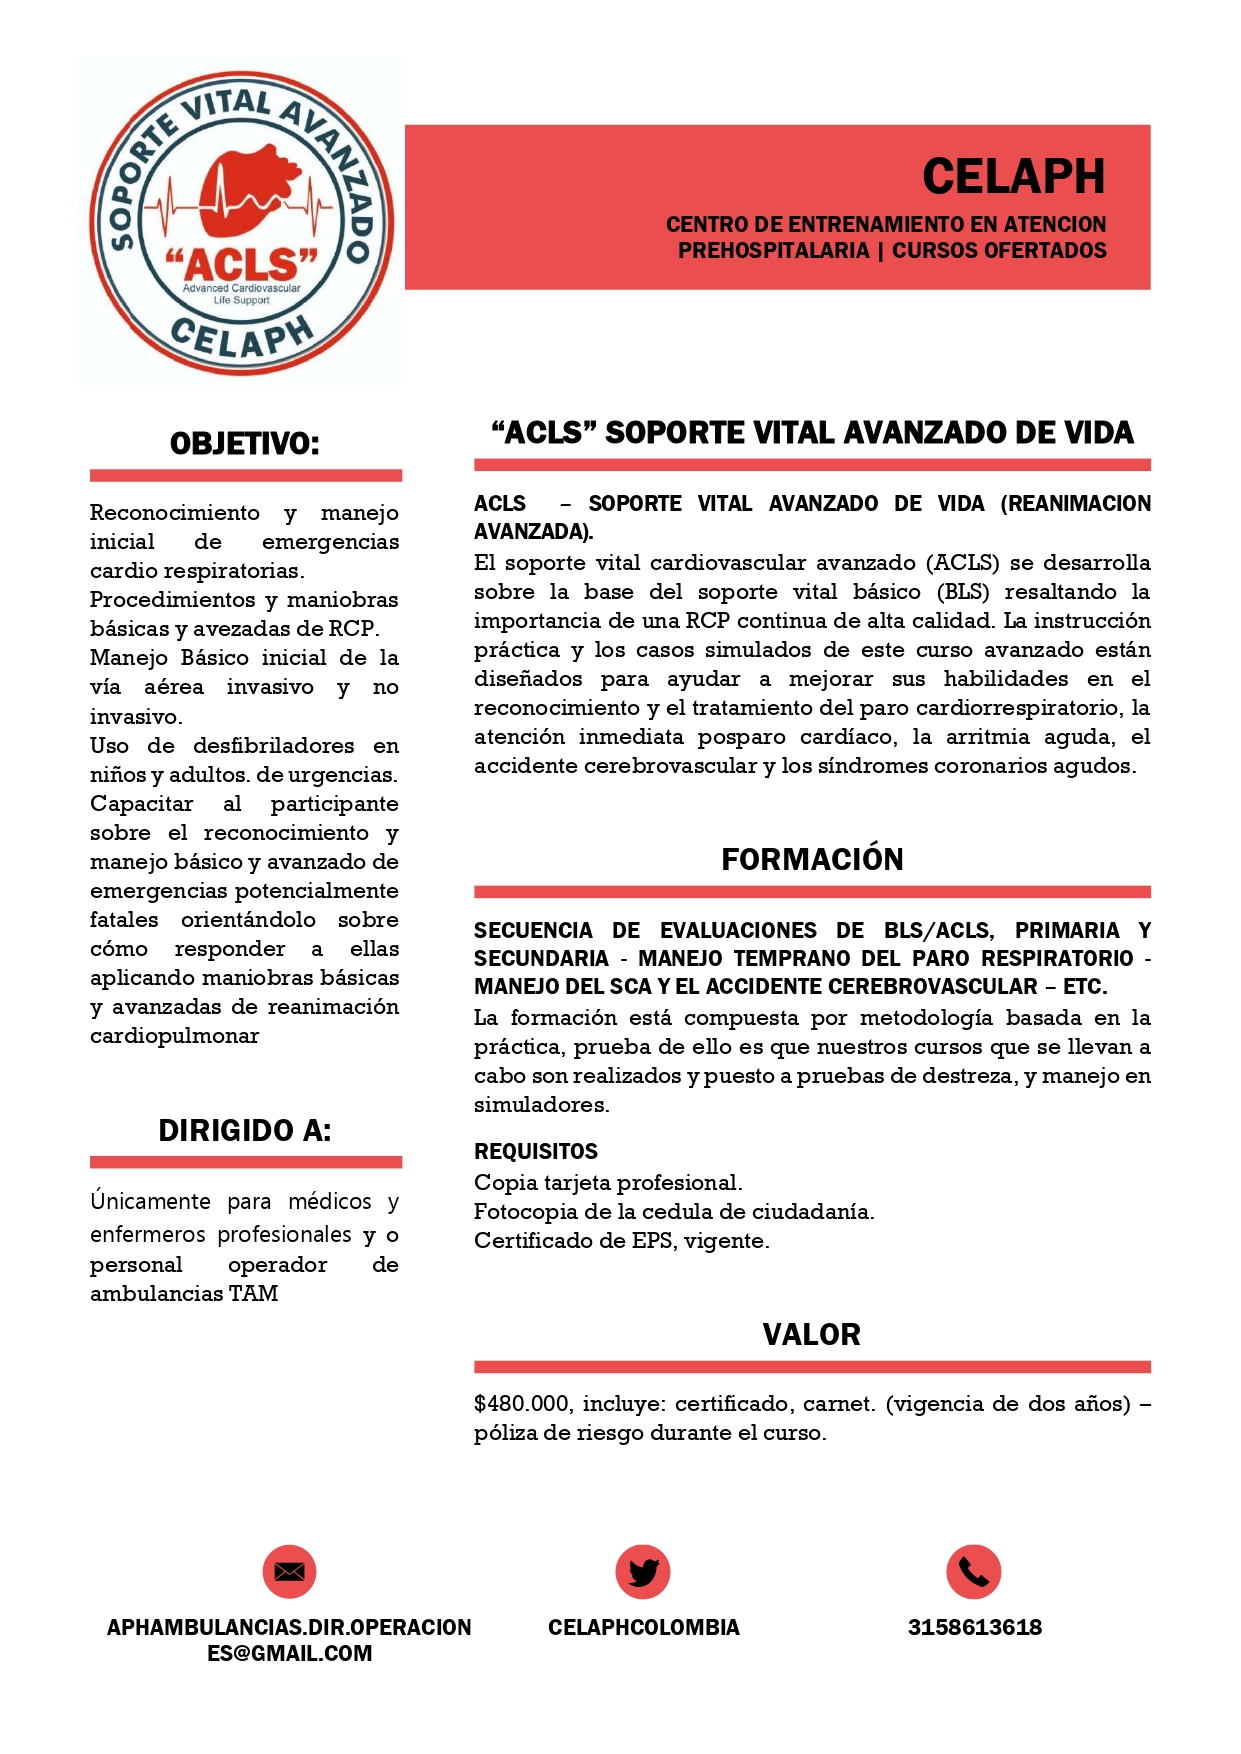 SOPORTE VITAL AVANZADO
“ACLS”
Advanced Cardiovascular
Life Support
CELAPH
CELAPH
CENTRO DE ENTRENAMIENTO EN ATENCION
PREHOSPITALARIA | CURSOS OFERTADOS
OBJETIVO:
Reconocimiento y manejo
inicial de emergencias
cardio respiratorias.
Procedimientos y maniobras
básicas y avezadas de RCP.
Manejo Básico inicial de la
vía aérea invasivo y no
invasivo.
Uso de desfibriladores en
niños y adultos. de urgencias.
Capacitar al participante
sobre el reconocimiento y
manejo básico y avanzado de
emergencias potencialmente
fatales orientándolo sobre
cómo responder a ellas
aplicando maniobras básicas
y avanzadas de reanimación
cardiopulmonar
DIRIGIDO A:
Únicamente para médicos y
enfermeros profesionales y o
personal operador de
ambulancias TAM
“ACLS” SOPORTE VITAL AVANZADO DE VIDA
ACLS – SOPORTE VITAL AVANZADO DE VIDA (REANIMACION
AVANZADA).
El soporte vital cardiovascular avanzado (ACLS) se desarrolla
sobre la base del soporte vital básico (BLS) resaltando la
importancia de una RCP continua de alta calidad. La instrucción
práctica y los casos simulados de este curso avanzado están
diseñados para ayudar a mejorar sus habilidades en el
reconocimiento y el tratamiento del paro cardiorrespiratorio, la
atención inmediata posparo cardíaco, la arritmia aguda, el
accidente cerebrovascular y los síndromes coronarios agudos.
FORMACIÓN
SECUENCIA DE EVALUACIONES DE BLS/ACLS, PRIMARIA Y
SECUNDARIA - MANEJO TEMPRANO DEL PARO RESPIRATORIO -
MANEJO DEL SCA Y EL ACCIDENTE CEREBROVASCULAR – ETC.
La formación está compuesta por metodología basada en la
práctica, prueba de ello es que nuestros cursos que se llevan a
cabo son realizados y puesto a pruebas de destreza, y manejo en
simuladores.
REQUISITOS
Copia tarjeta profesional.
Fotocopia de la cedula de ciudadanía.
Certificado de EPS, vigente.
VALOR
$480.000, incluye: certificado, carnet. (vigencia de dos años) –
póliza de riesgo durante el curso.
APHAMBULANCIAS.DIR.OPERACION
ES@GMAIL.COM
CELAPHCOLOMBIA
3158613618